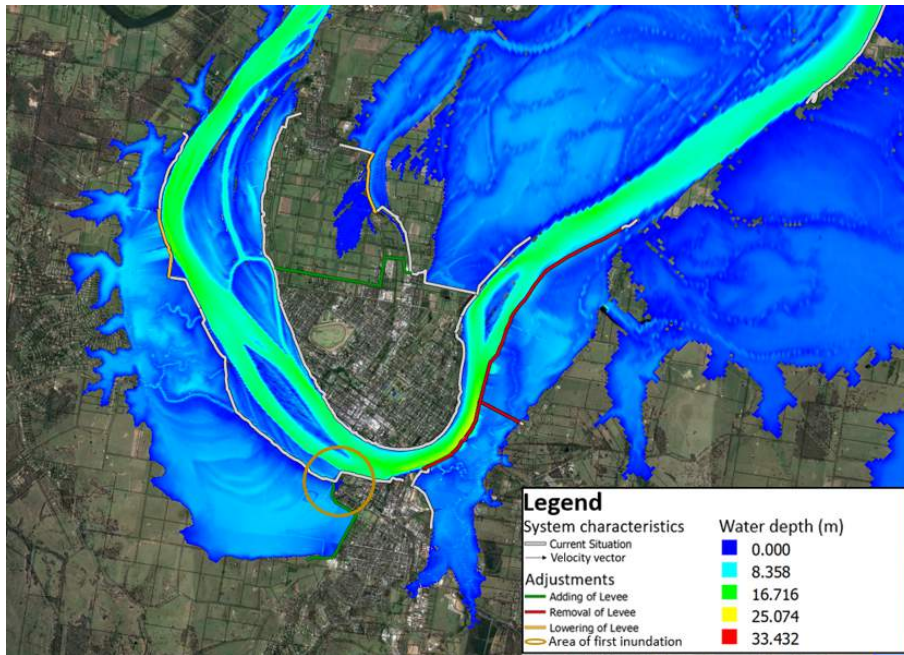 Legend
System characteristics
Current Situation
Velocity vector
Adjustments
Adding of Levee
Removal of Levee
Lowering of Levee
Area of first inundation
Water depth (m)
0.000
8.358
16.716
25.074
33.432